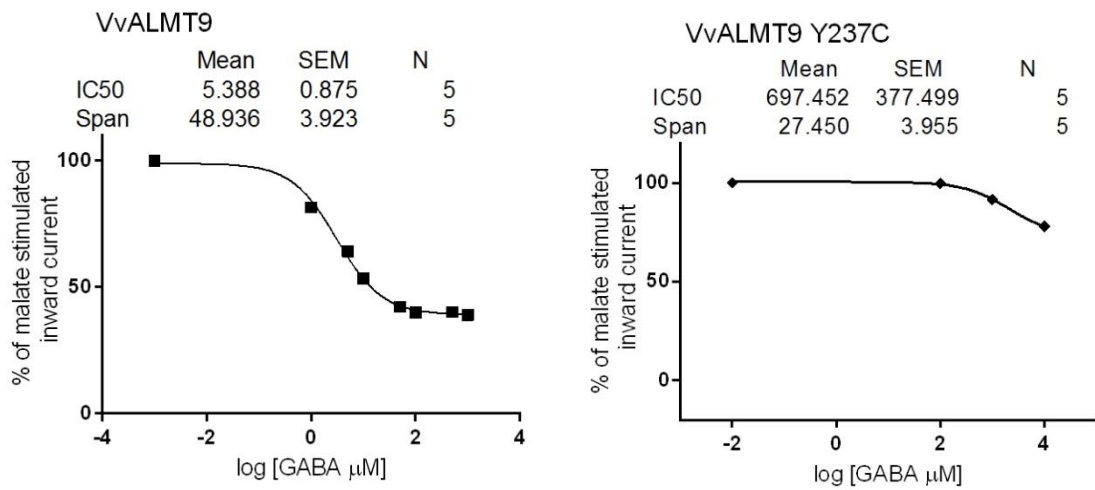 VvALMT9
Mean SEM N
IC50 5.388 0.875 5
Span 48.936 3.923 5
% of malate stimulated
inward current
100
50
0
-4 -2 0 2 4
log [GABA μM]
VvALMT9 Y237C
Mean SEM N
IC50 697.452 377.499 5
Span 27.450 3.955 5
% of malate stimulated
inward current
100
50
0
-2 0 2 4
log [GABA μM]